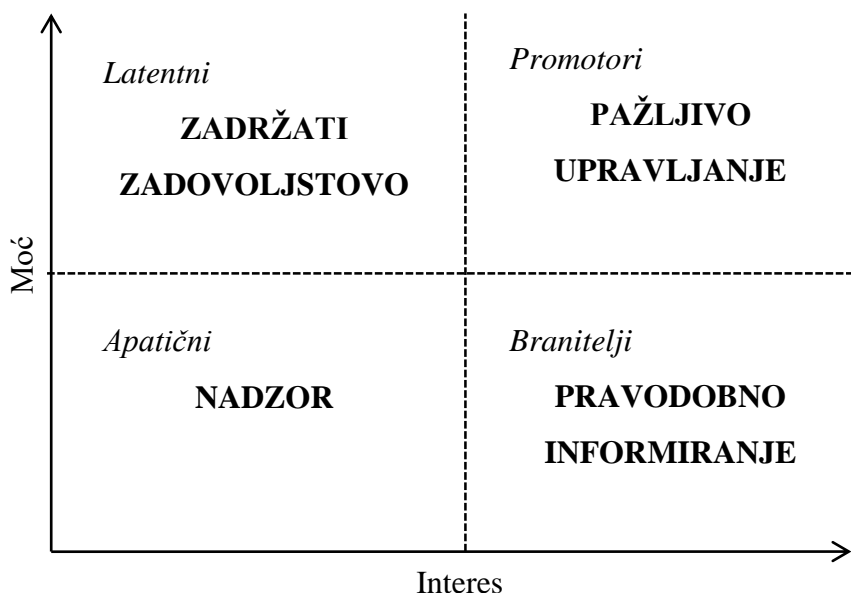 Latentni
ZADRŽATI
ZADOVOLJSTOVO
Promotori
PAŽLJIVO
UPRAVLJANJE
Moć
Apatični
NADZOR
Branitelji
PRAVODOBNO
INFORMIRANJE
Interes